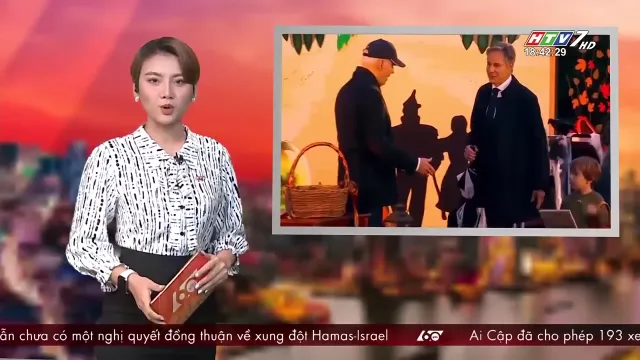 HTV7 HD
18:42:29
ẫn chưa có một nghị quyết đồng thuận về xung đột Hamas-Israel 60 Ai Cập đã cho phép 193 xe